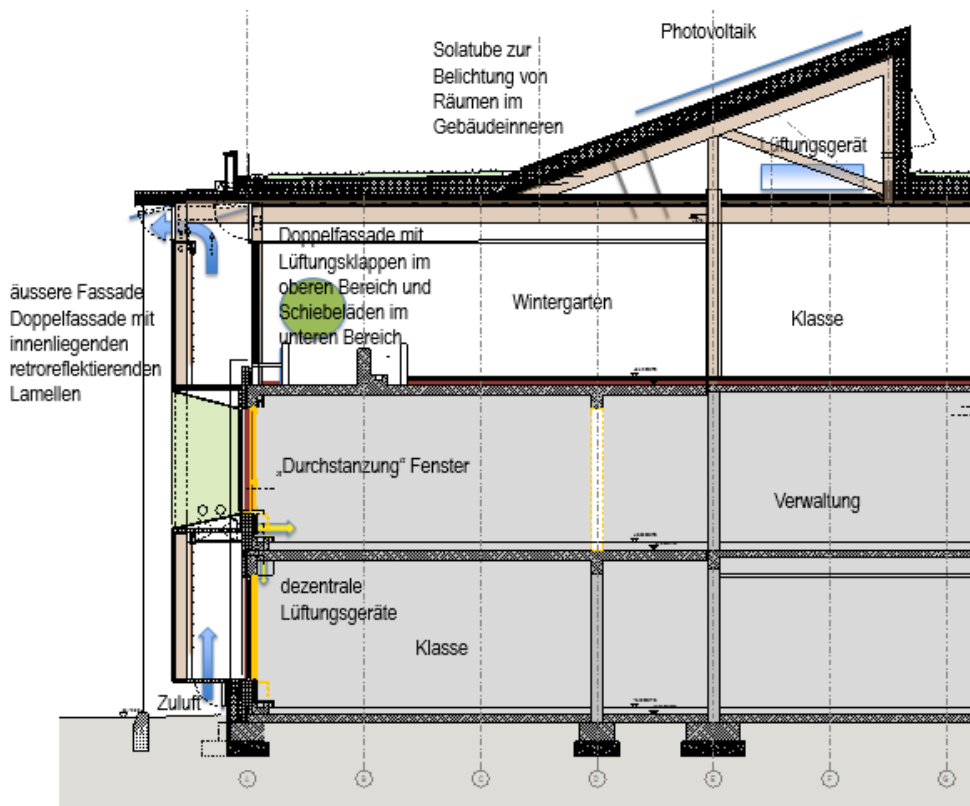 Photovoltaik
Solatube zur
Belichtung von
Räumen im
Gebäudeinneren
Lüftungsgerät
Doppelfassade mit
Lüftungsklappen im
oberen Bereich und
Schiebeläden im
unteren Bereich
äussere Fassade
Doppelfassade mit
innenliegenden
retroreflektierenden
Lamellen
Wintergarten
Klasse
„Durchstanzung“ Fenster
Verwaltung
dezentrale
Lüftungsgeräte
Klasse
Zuluft
A B C D E F G